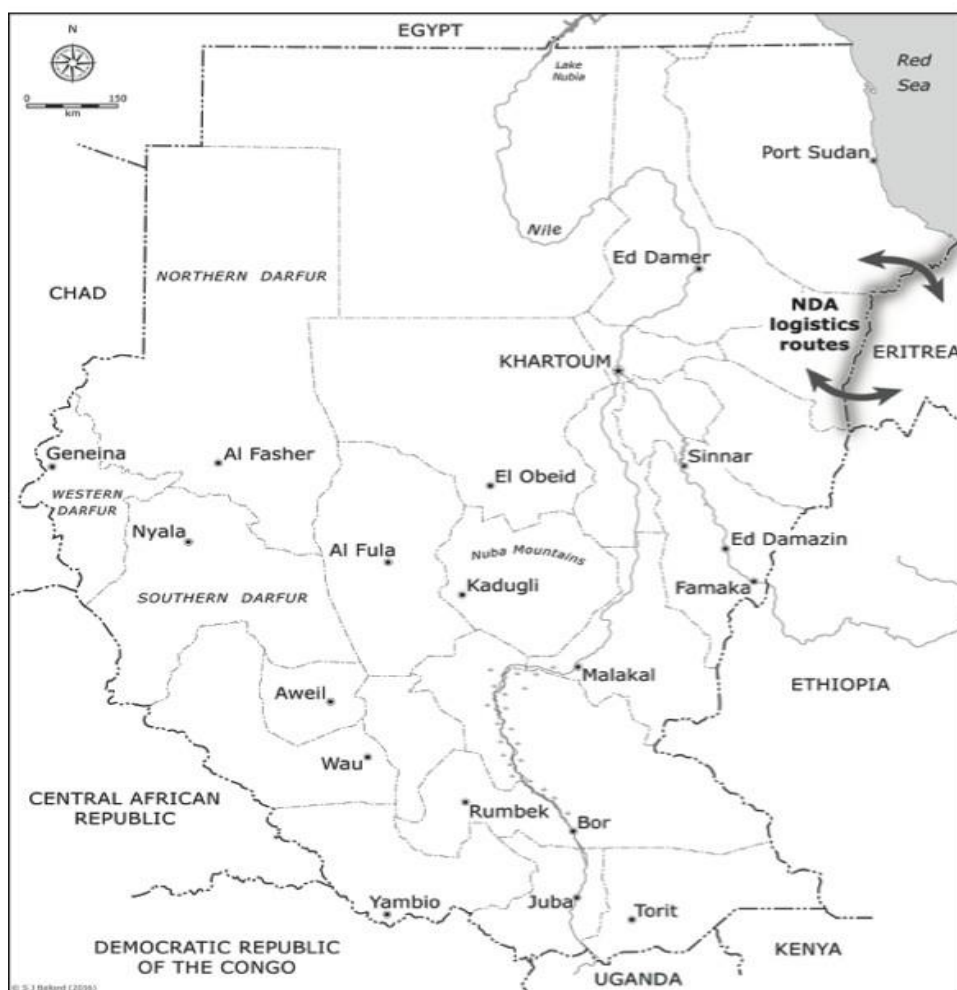 EGYPT
N
150
km
Lake
Nubia
Red
Sea
Port Sudan
Nile
Ed Damer
NORTHERN DARFUR
CHAD
NDA
logistics
routes
ERITREA
KHARTOUM
Geneina
Al Fasher
Sinnar
El Obeid
WESTERN
DARFUR
Nyala
Ed Damazin
Al Fula
Nuba Mountains
Kadugli
Famaka
SOUTHERN DARFUR
Malakal
ETHIOPIA
Aweil
Wau
CENTRAL AFRICAN
REPUBLIC
Rumbek
Bor
Yambio
Juba
Torit
DEMOCRATIC REPUBLIC
OF THE CONGO
KENYA
UGANDA
(2016)